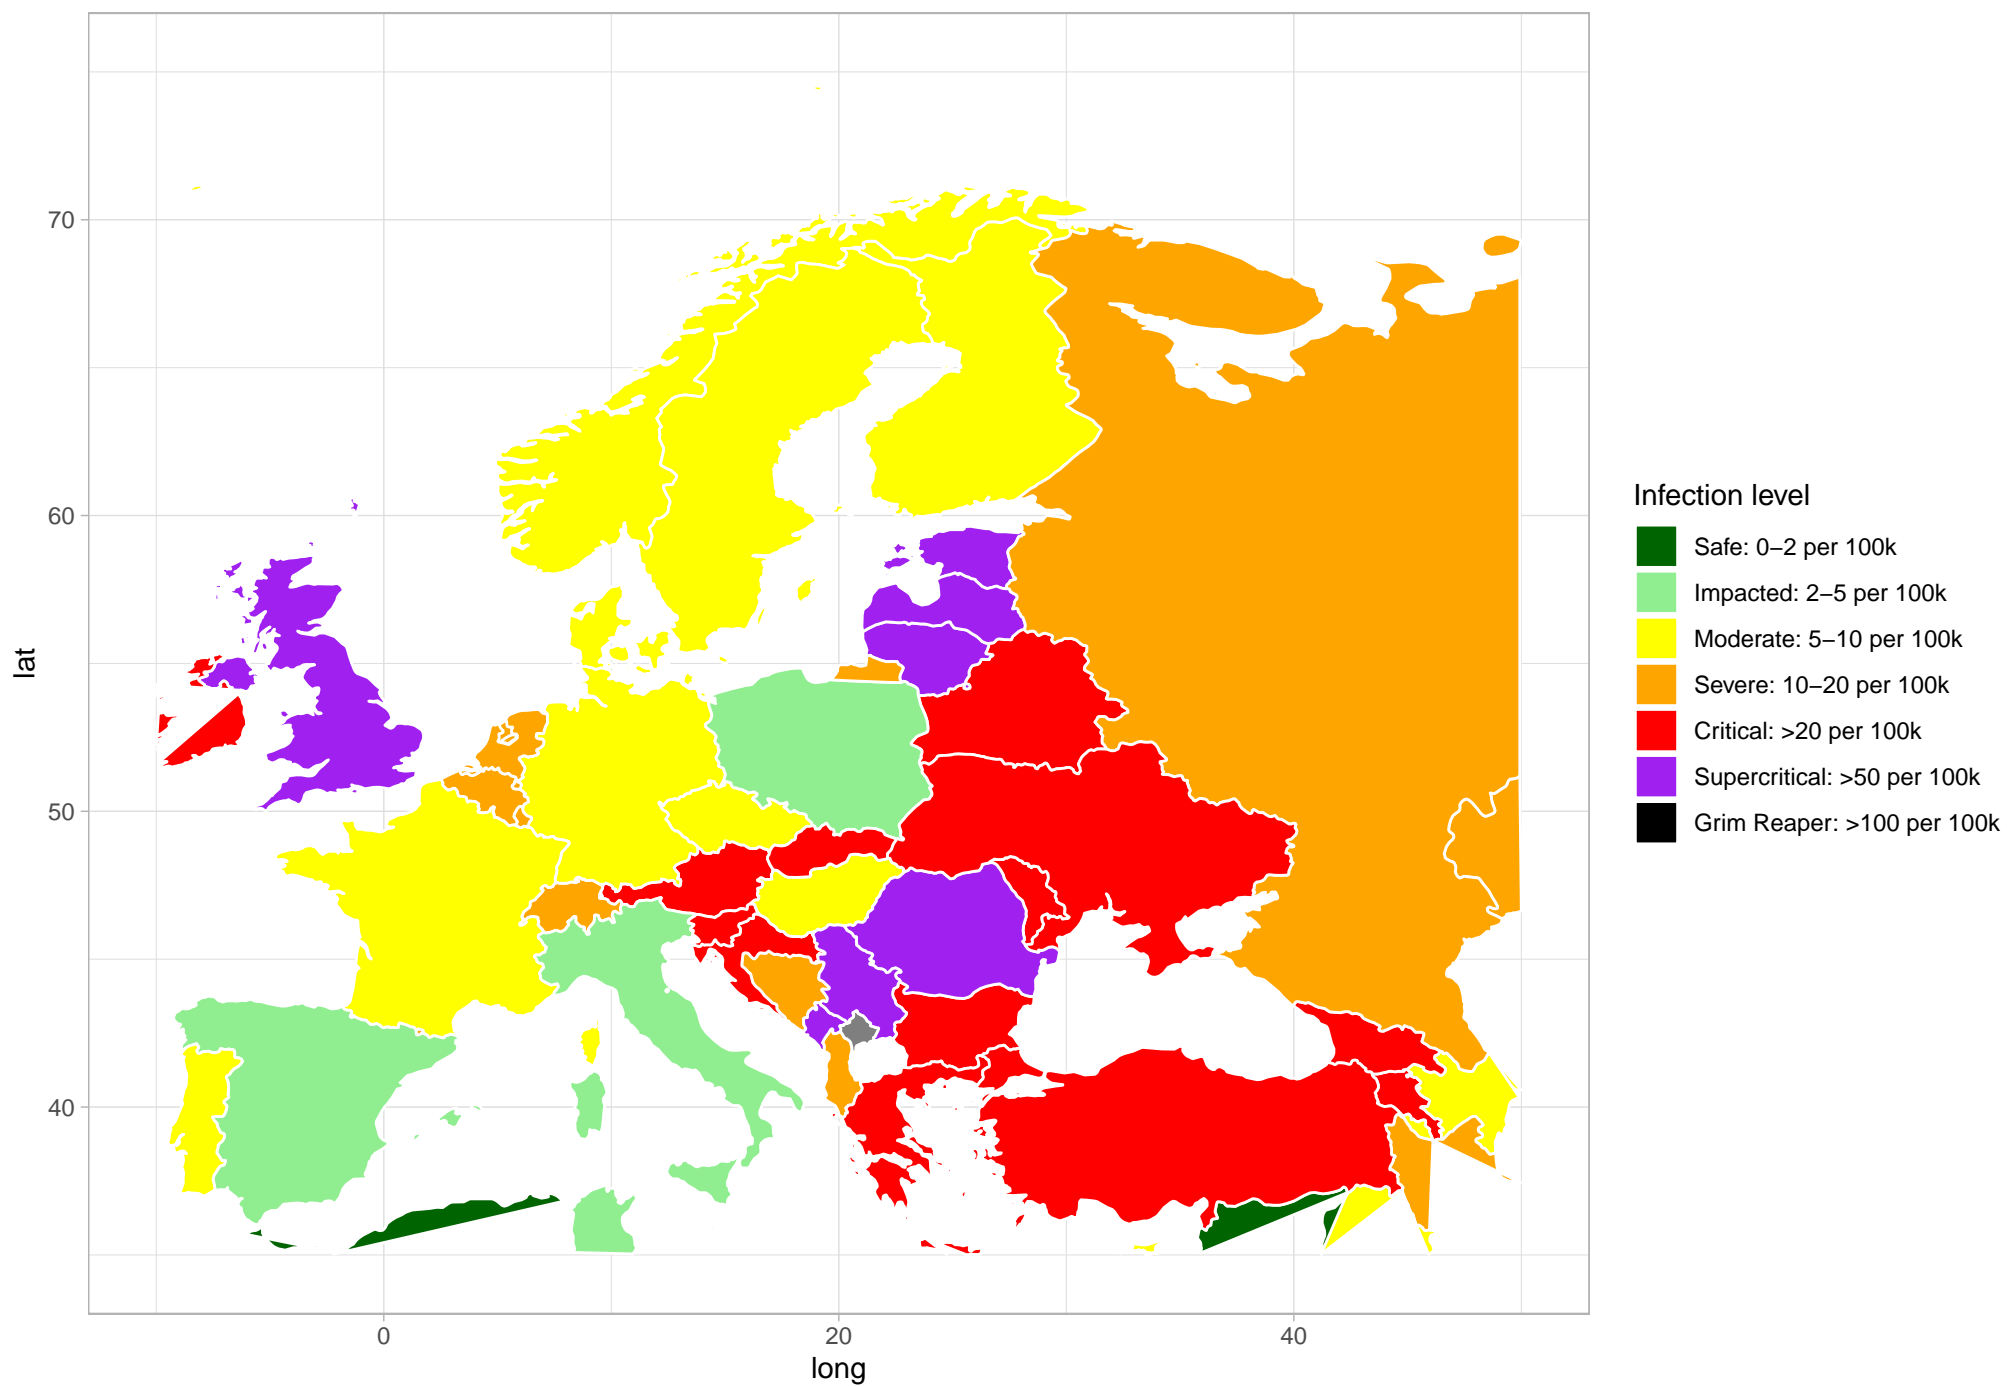 70
60
50
40
lat
0
20
40
long
Infection level
Safe: 0−2 per 100k
Impacted: 2−5 per 100k
Moderate: 5−10 per 100k
Severe: 10−20 per 100k
Critical: >20 per 100k
Supercritical: >50 per 100k
Grim Reaper: >100 per 100k